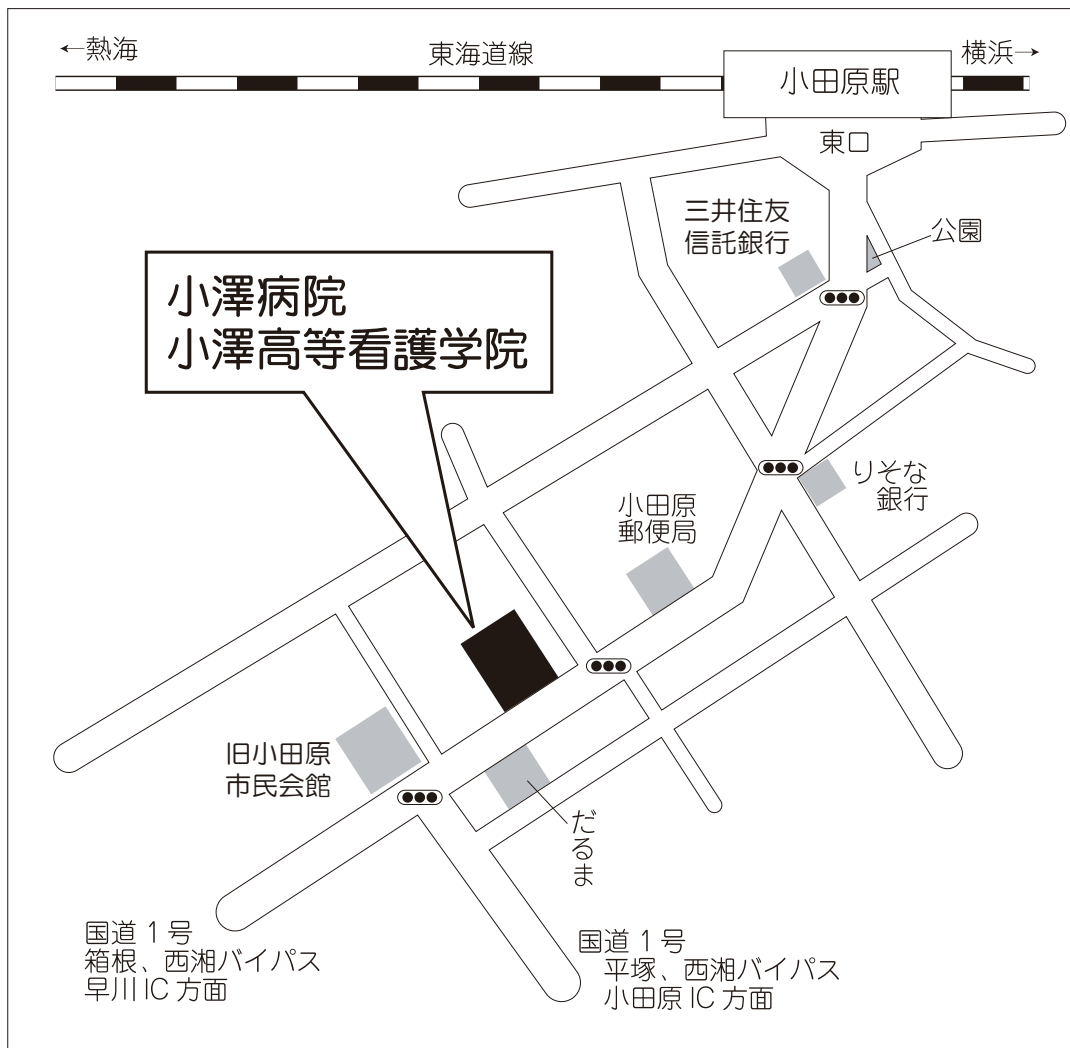 ←熱海
東海道線
横浜→
小田原駅
東口
三井住友
信託銀行
公園
小澤病院
小澤高等看護学院
りそな
銀行
小田原
郵便局
旧小田原
市民会館
だるま
国道1号
箱根、西湘バイパス
早川IC方面
国道1号
平塚、西湘バイパス
小田原IC方面